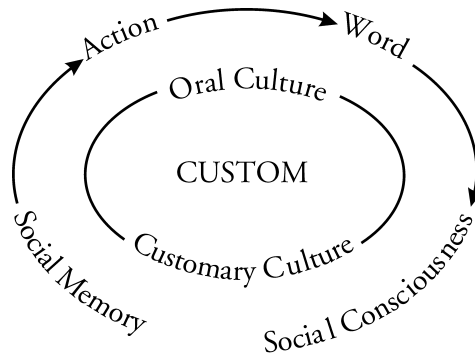 Action
Word
Oral Culture
CUSTOM
Customary Culture
Social Memory
Social Consciousness